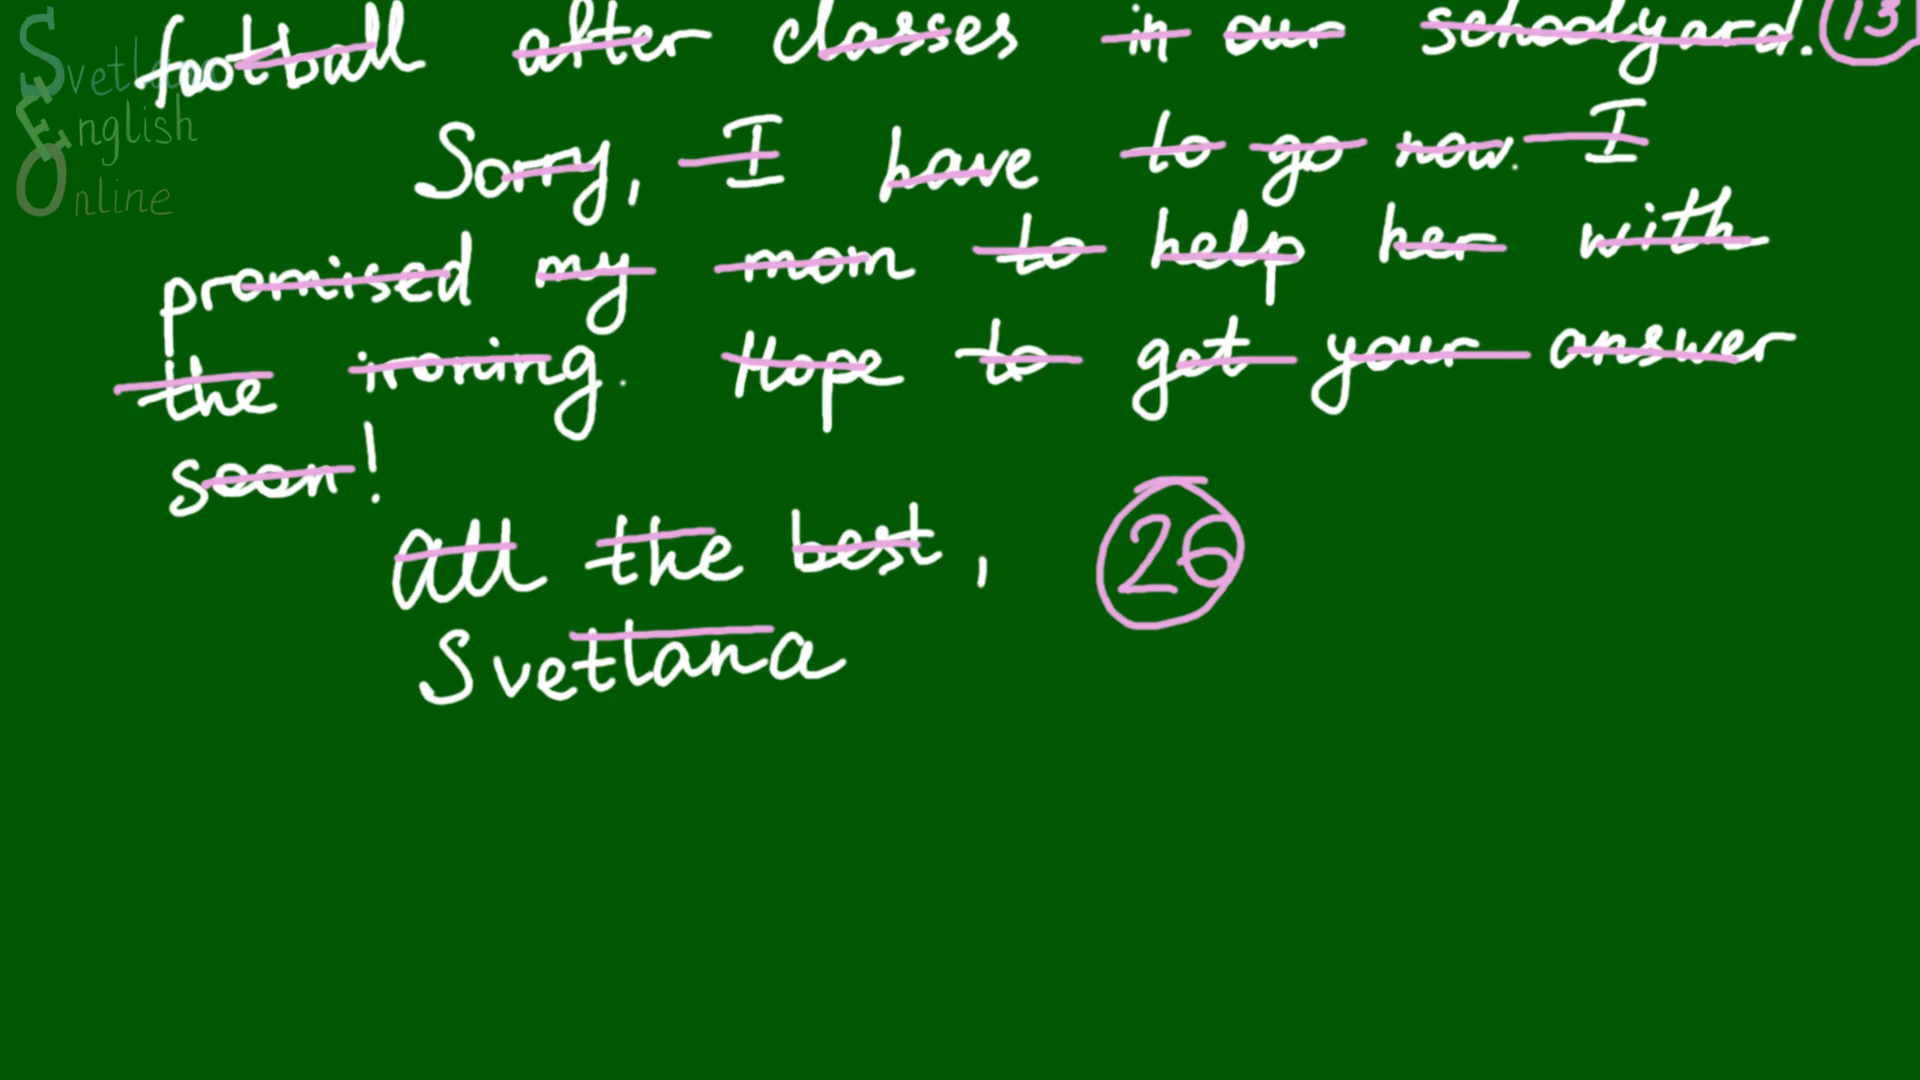 football after classes in our schoolyard. 13
Sorry, I have to go now. I
promised my mom to help her with
the ironing. Hope to get your answer
soon!
All the best, 26
Svetlana
Svetlana
English
Online